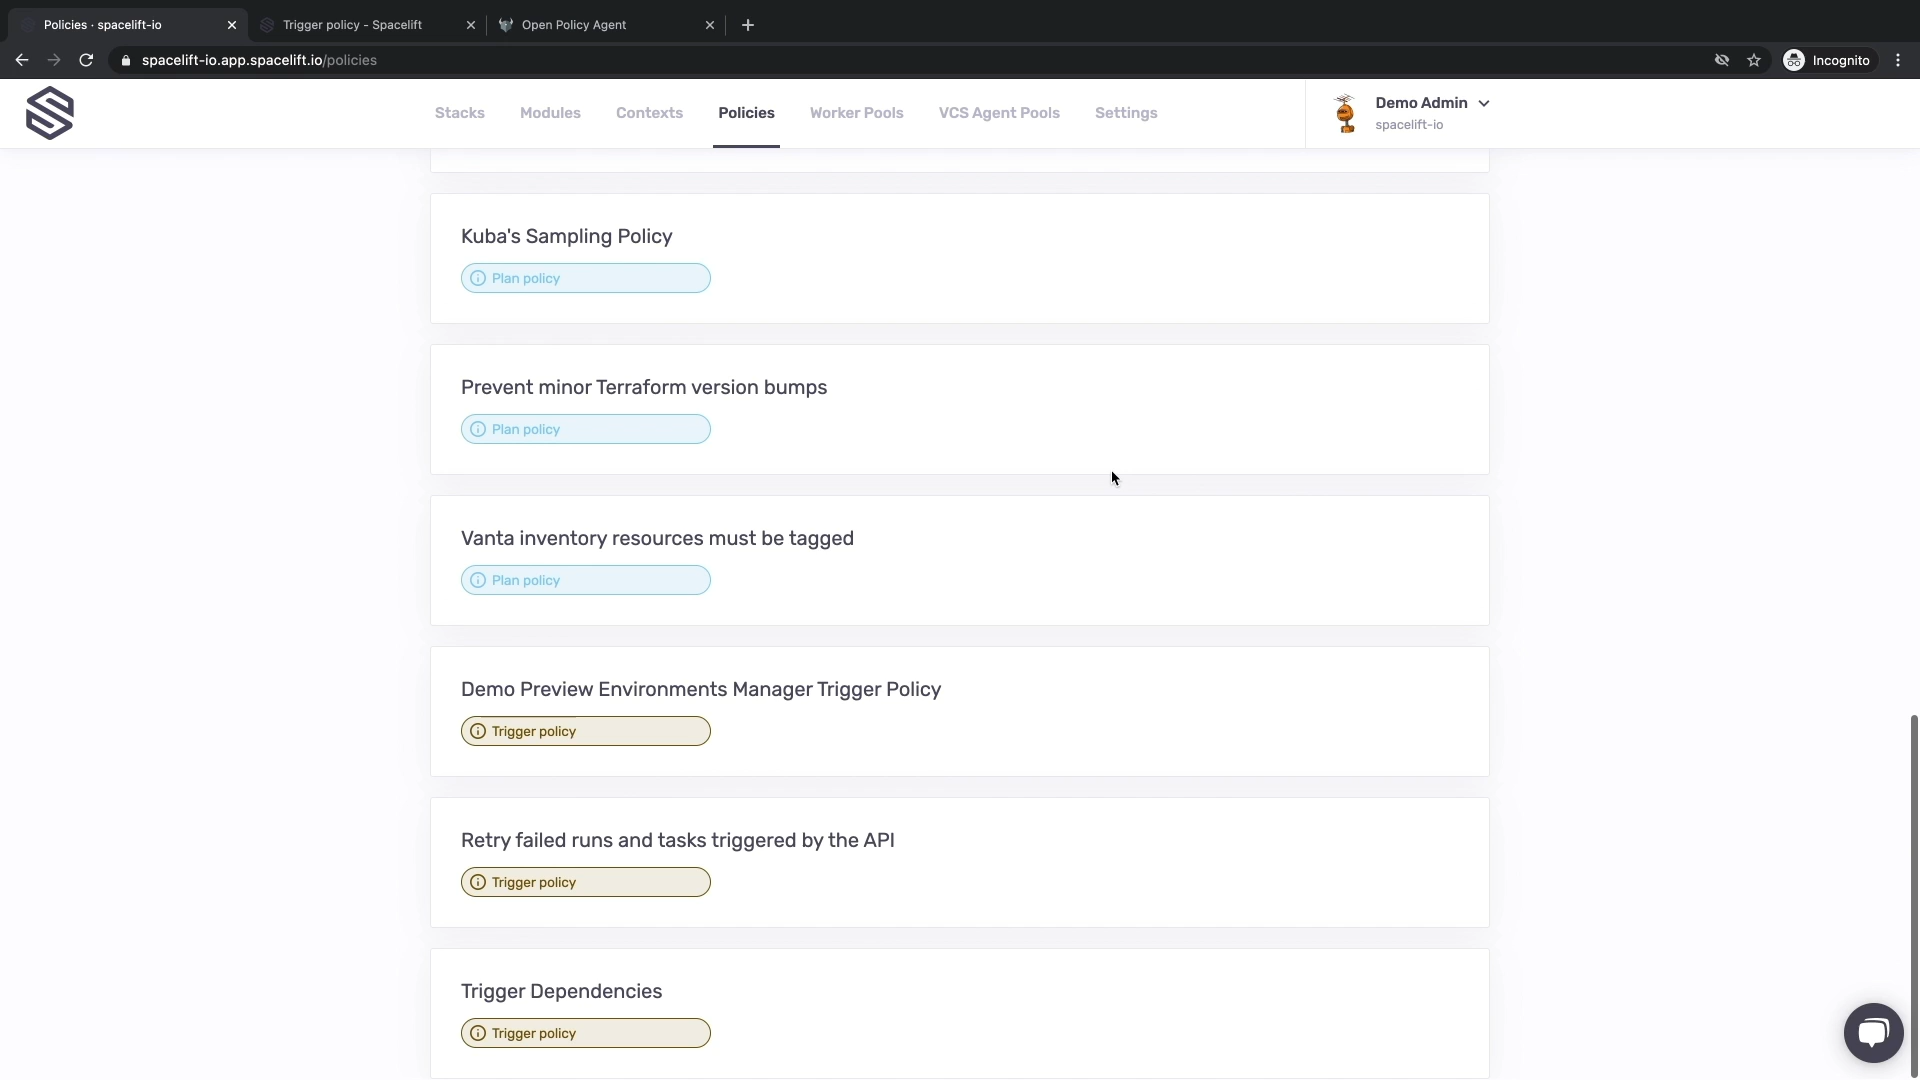 Policies · spacelift-io
Trigger policy - Spacelift
Open Policy Agent
spacelift-io.app.spacelift.io/policies
Incognito
Stacks
Modules
Contexts
Policies
Worker Pools
VCS Agent Pools
Settings
Demo Admin
spacelift-io
Kuba's Sampling Policy
Plan policy
Prevent minor Terraform version bumps
Plan policy
Vanta inventory resources must be tagged
Plan policy
Demo Preview Environments Manager Trigger Policy
Trigger policy
Retry failed runs and tasks triggered by the API
Trigger policy
Trigger Dependencies
Trigger policy